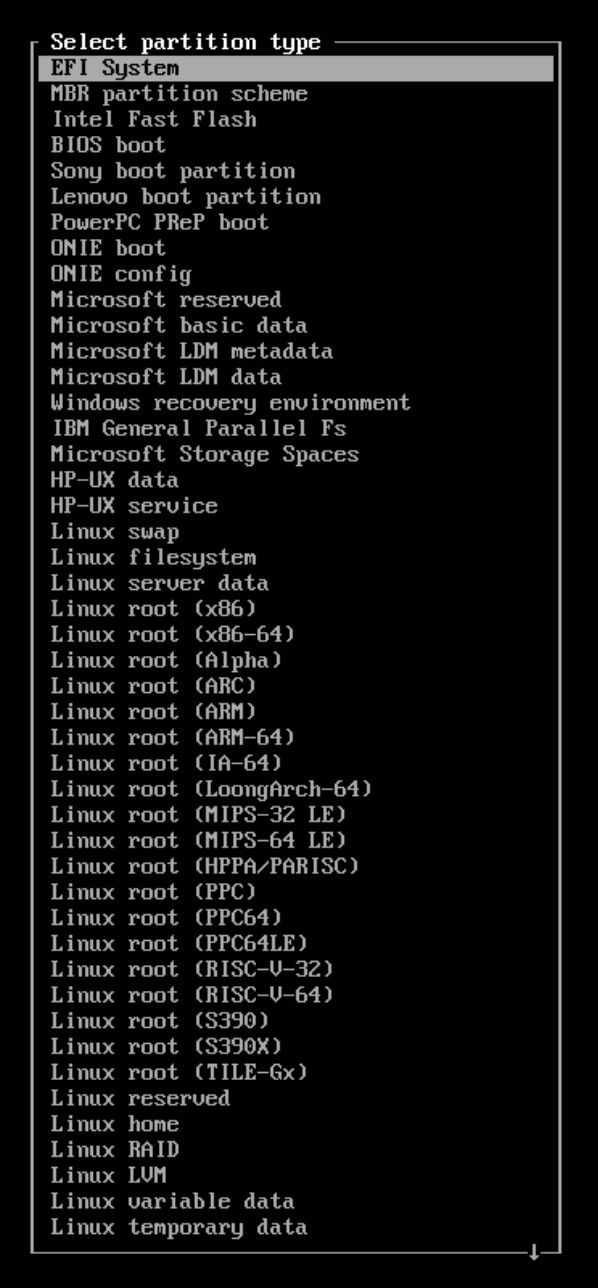 Select partition type
EFI System
MBR partition scheme
Intel Fast Flash
BIOS boot
Sony boot partition
Lenovo boot partition
PowerPC PReP boot
ONIE boot
ONIE config
Microsoft reserved
Microsoft basic data
Microsoft LDM metadata
Microsoft LDM data
Windows recovery environment
IBM General Parallel Fs
Microsoft Storage Spaces
HP-UX data
HP-UX service
Linux swap
Linux filesystem
Linux server data
Linux root (x86)
Linux root (x86-64)
Linux root (Alpha)
Linux root (ARC)
Linux root (ARM)
Linux root (ARM-64)
Linux root (IA-64)
Linux root (LoongArch-64)
Linux root (MIPS-32 LE)
Linux root (MIPS-64 LE)
Linux root (HPPA/PARISC)
Linux root (PPC)
Linux root (PPC64)
Linux root (PPC64LE)
Linux root (RISC-V-32)
Linux root (RISC-V-64)
Linux root (S390)
Linux root (S390X)
Linux root (TILE-Gx)
Linux reserved
Linux home
Linux RAID
Linux LVM
Linux variable data
Linux temporary data